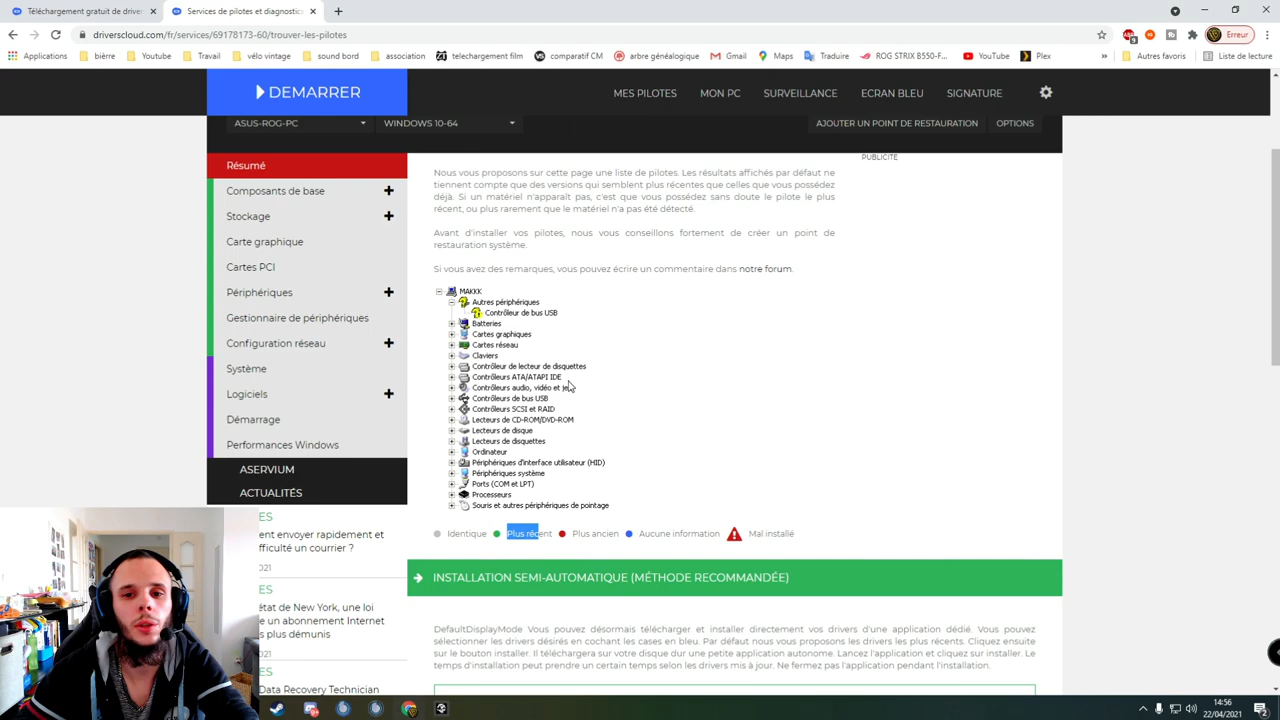 Téléchargement gratuit de driver
Services de pilotes et diagnostics
driverscloud.com/fr/services/69178173-60/trouver-les-pilotes
Erreur
Applications
bièrre
Youtube
Travail
vélo vintage
sound bord
association
telechargement film
comparatif CM
arbre généalogique
Gmail
Maps
Traduire
ROG STRIX B550-F...
YouTube
Plex
»
Autres favoris
Liste de lecture
DEMARRER
MES PILOTES
MON PC
SURVEILLANCE
ECRAN BLEU
SIGNATURE
ASUS-ROG-PC
WINDOWS 10-64
AJOUTER UN POINT DE RESTAURATION
OPTIONS
Résumé
Composants de base
Stockage
Carte graphique
Cartes PCI
Périphériques
Gestionnaire de périphériques
Configuration réseau
Système
Logiciels
Démarrage
Performances Windows
ASERVIUM
ACTUALITÉS
PUBLICITÉ
Nous vous proposons sur cette page une liste de pilotes. Les résultats affichés par défaut ne
tiennent compte que des versions qui semblent plus récentes que celles que vous possédez
déjà. Si un matériel n'apparaît pas, c'est que vous possédez sans doute le pilote le plus
récent, ou plus rarement que le matériel n'a pas été détecté.
Avant d'installer vos pilotes, nous vous conseillons fortement de créer un point de
restauration système.
Si vous avez des remarques, vous pouvez écrire un commentaire dans notre forum.
MAKKK
Autres périphériques
Contrôleur de bus USB
Batteries
Cartes graphiques
Cartes réseau
Claviers
Contrôleur de lecteur de disquettes
Contrôleurs ATA/ATAPI IDE
Contrôleurs audio, vidéo et je
Contrôleurs de bus USB
Contrôleurs SCSI et RAID
Lecteurs de CD-ROM/DVD-ROM
Lecteurs de disque
Lecteurs de disquettes
Ordinateur
Périphériques d'interface utilisateur (HID)
Périphériques système
Ports (COM et LPT)
Processeurs
Souris et autres périphériques de pointage
Identique
Plus récent
Plus ancien
Aucune information
Mal installé
INSTALLATION SEMI-AUTOMATIQUE (MÉTHODE RECOMMANDÉE)
DefaultDisplayMode Vous pouvez désormais télécharger et installer directement vos drivers d'une application dédié. Vous pouvez
sélectionner les drivers désirés en cochant les cases en bleu. Par défaut nous vous proposons les drivers les plus récents. Cliquez ensuite
sur le bouton installer. Il téléchargera sur votre disque dur une petite application autonome. Lancez l'application et cliquez sur installer. Le
temps d'installation peut prendre un certain temps selon les drivers mis à jour. Ne fermez pas l'application pendant l'installation.
ES
ent envoyer rapidement et
ifficulté un courrier ?
021
ES
état de New York, une loi
e un abonnement Internet
s plus démunis
021
ES
Data Recovery Technician
14:56
22/04/2021
2